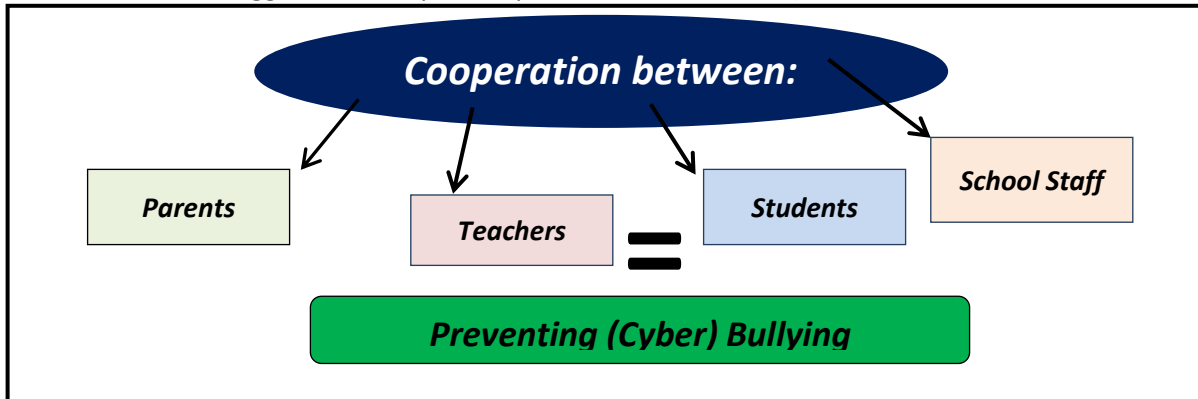 Cooperation between:
Parents
Teachers
Students
School Staff
=
Preventing (Cyber) Bullying